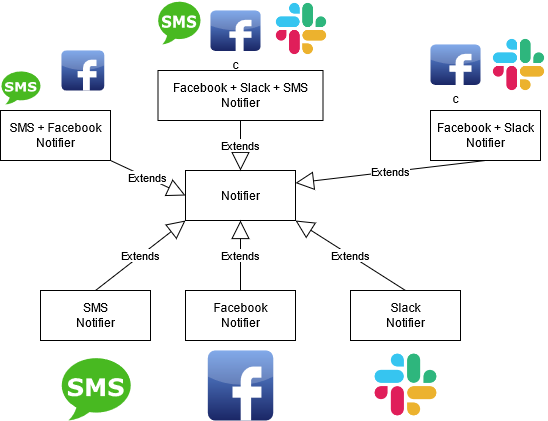 SMS
SMS
c
c
Facebook + Slack + SMS
Notifier
SMS + Facebook
Notifier
Facebook + Slack
Notifier
Extends
Extends
Extends
Notifier
Extends
Extends
Extends
SMS
Notifier
Facebook
Notifier
Slack
Notifier
SMS